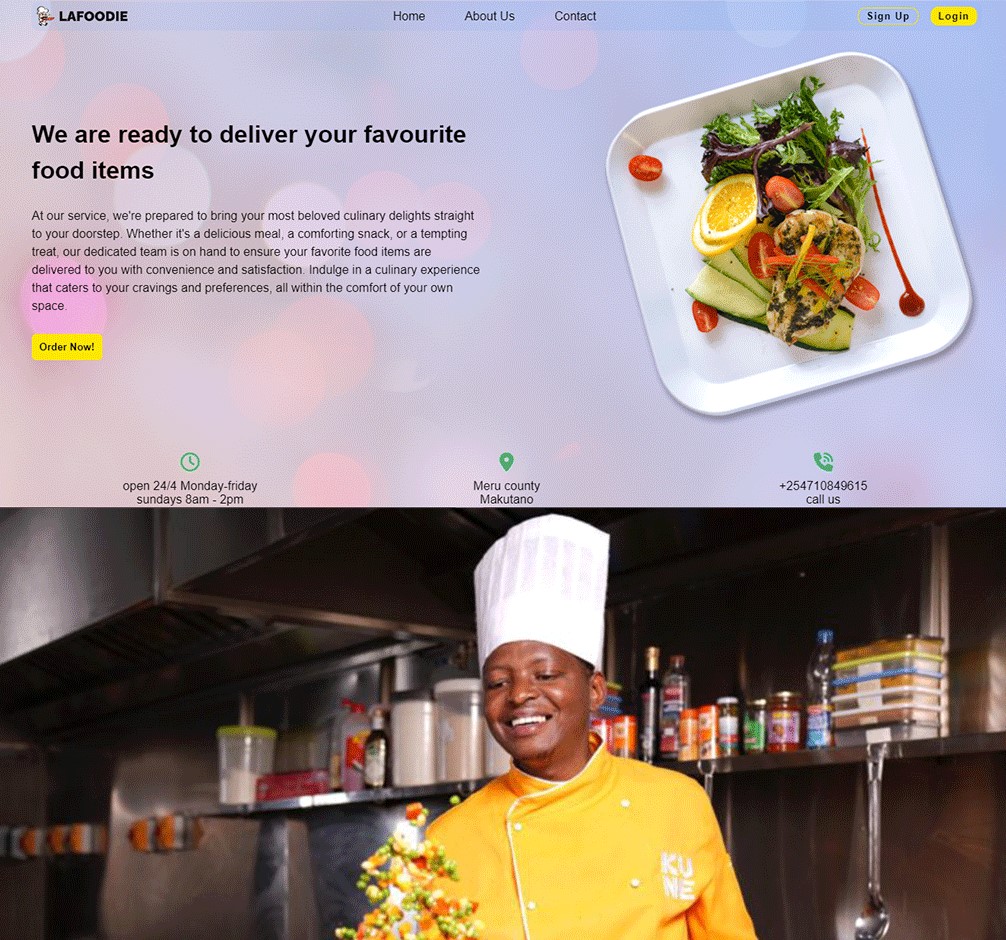 LAFOODIE
Home
About Us
Contact
Sign Up
Login
We are ready to deliver your favourite
food items
At our service, we're prepared to bring your most beloved culinary delights straight
to your doorstep. Whether it's a delicious meal, a comforting snack, or a tempting
treat, our dedicated team is on hand to ensure your favorite food items are
delivered to you with convenience and satisfaction. Indulge in a culinary experience
that caters to your cravings and preferences, all within the comfort of your own
space.
Order Now!
open 24/4 Monday-friday
sundays 8am - 2pm
Meru county
Makutano
+254710849615
call us
KU
NE